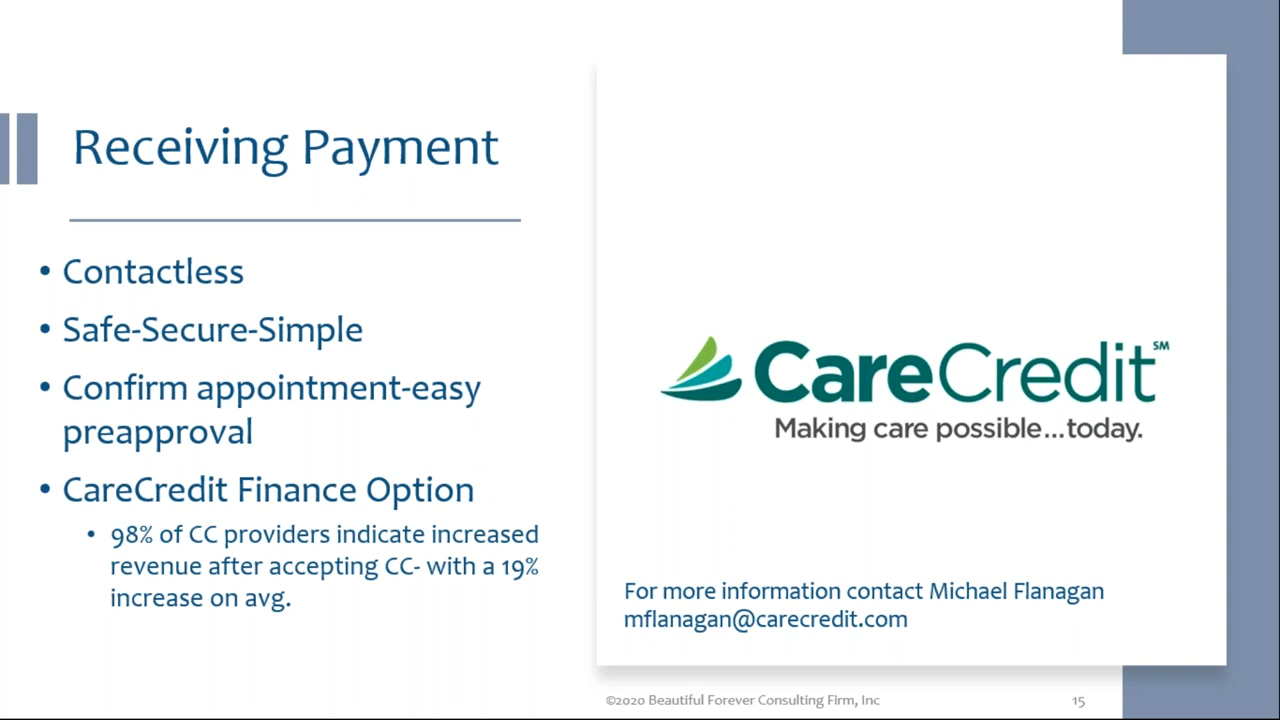 Receiving Payment
• Contactless
• Safe-Secure-Simple
• Confirm appointment-easy
preapproval
• CareCredit Finance Option
• 98% of CC providers indicate increased
revenue after accepting CC- with a 19%
increase on avg.
CareCredit℠
Making care possible...today.
For more information contact Michael Flanagan
mflanagan@carecredit.com
©2020 Beautiful Forever Consulting Firm, Inc
15